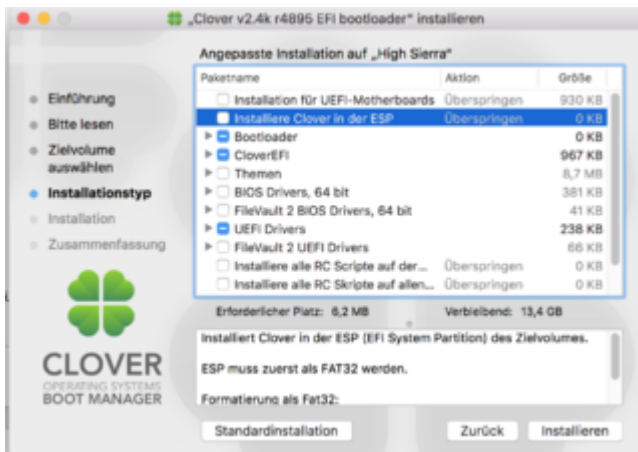 „Clover v2.4k r4895 EFI bootloader“ installieren
Angepasste Installation auf „High Sierra“
Paketname Aktion Größe
Installation für UEFI-Motherboards Überspringen 930 KB
Installiere Clover in der ESP Überspringen 0 KB
Bootloader 0 KB
CloverEFI 967 KB
Themen 8,7 MB
BIOS Drivers, 64 bit 381 KB
FileVault 2 BIOS Drivers, 64 bit 41 KB
UEFI Drivers 238 KB
FileVault 2 UEFI Drivers 66 KB
Installiere alle RC Scripte auf der... Überspringen 0 KB
Installiere alle RC Skripte auf allen... Überspringen 0 KB
Einführung
Bitte lesen
Zielvolume
auswählen
Installationstyp
Installation
Zusammenfassung
Erforderlicher Platz: 6,2 MB Verbleibend: 13,4 GB
Installiert Clover in der ESP (EFI System Partition) des Zielvolumes.
ESP muss zuerst als FAT32 werden.
Formatierung als Fat32:
CLOVER
OPERATING SYSTEMS
BOOT MANAGER
Standardinstallation Zurück Installieren